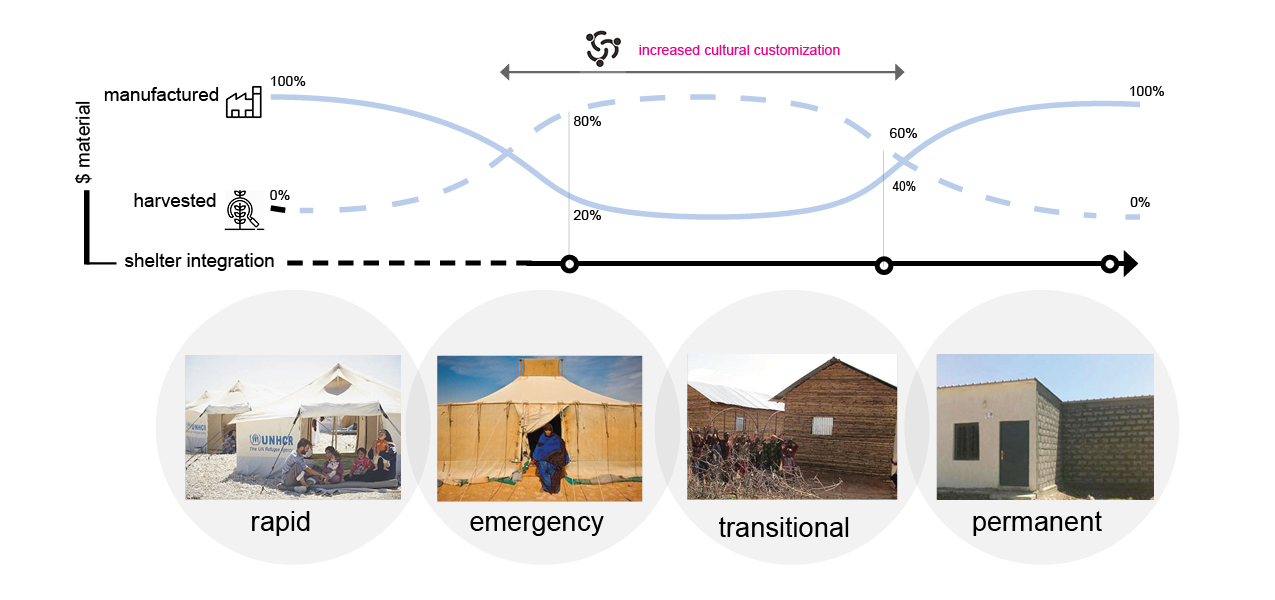 increased cultural customization
manufactured
100%
100%
80%
60%
$ material
harvested
0%
40%
0%
20%
shelter integration
UNHCR
UNHCR
The UN Refugee Agency
rapid
emergency
transitional
permanent